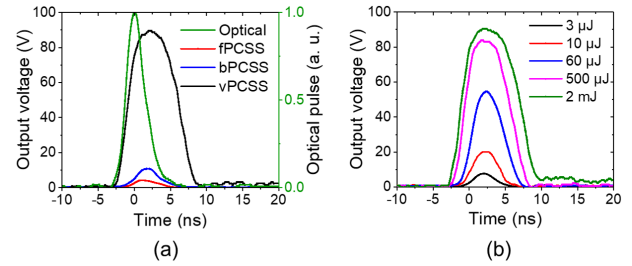 100
80
60
40
20
0
Output voltage (V)
-10 -5 0 5 10 15 20
Time (ns)
1.0
0.5
0.0
Optical pulse (a. u.)
Optical
fPCSS
bPCSS
vPCSS
(a)
100
80
60
40
20
0
Output voltage (V)
-10 -5 0 5 10 15 20
Time (ns)
3 μJ
10 μJ
60 μJ
500 μJ
2 mJ
(b)